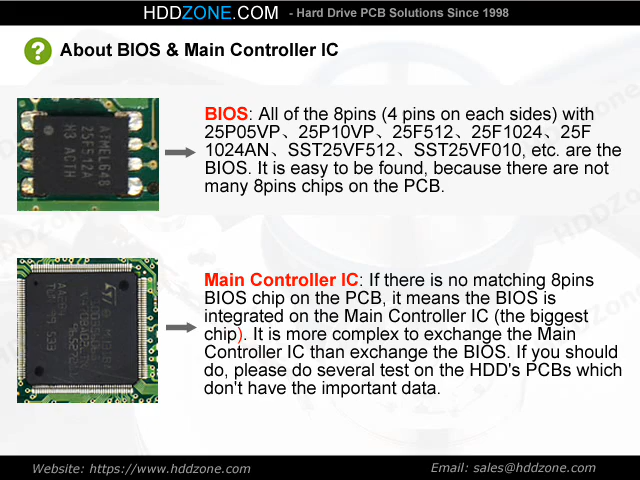 HDDZONE.COM - Hard Drive PCB Solutions Since 1998
? About BIOS & Main Controller IC
ATMEL648
25F512A
N3 ACTH
BIOS: All of the 8pins (4 pins on each sides) with
25P05VP、25P10VP、25F512、25F1024、25F
1024AN、SST25VF512、SST25VF010, etc. are the
BIOS. It is easy to be found, because there are not
many 8pins chips on the PCB.
Main Controller IC: If there is no matching 8pins
BIOS chip on the PCB, it means the BIOS is
integrated on the Main Controller IC (the biggest
chip). It is more complex to exchange the Main
Controller IC than exchange the BIOS. If you should
do, please do several test on the HDD's PCBs which
don't have the important data.
Website: https://www.hddzone.com
Email: sales@hddzone.com